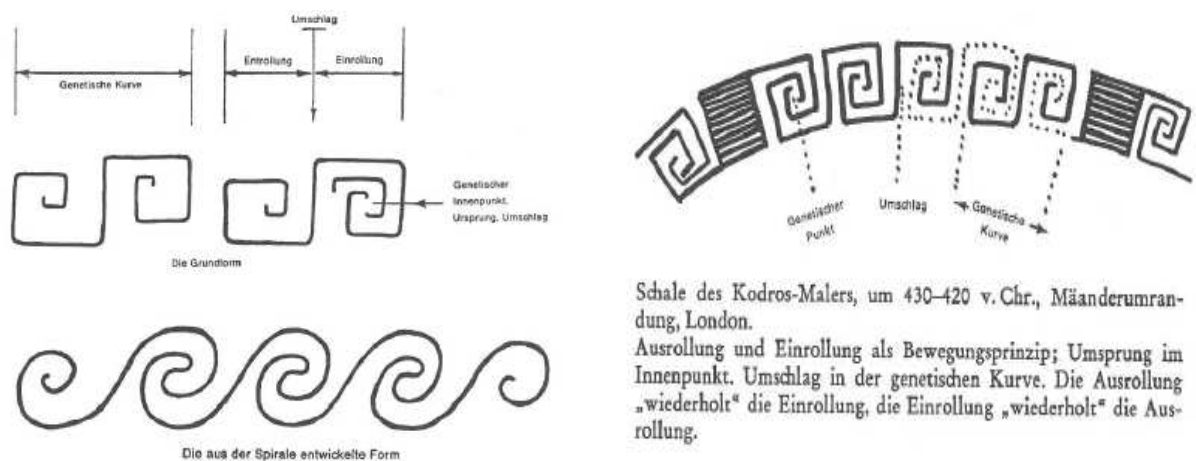 Umschlag
Entrollung
Einrollung
Genetische Kurve
Genetischer
Innenpunkt,
Ursprung, Umschlag
Die Grundform
Die aus der Spirale entwickelte Form
Genetischer
Punkt
Umschlag
Genetische
Kurve
Schale des Kodros-Malers, um 430–420 v. Chr., Mäanderumran-
dung, London.
Ausrollung und Einrollung als Bewegungsprinzip; Umsprung im
Innenpunkt. Umschlag in der genetischen Kurve. Die Ausrollung
„wiederholt“ die Einrollung, die Einrollung „wiederholt“ die Aus-
rollung.